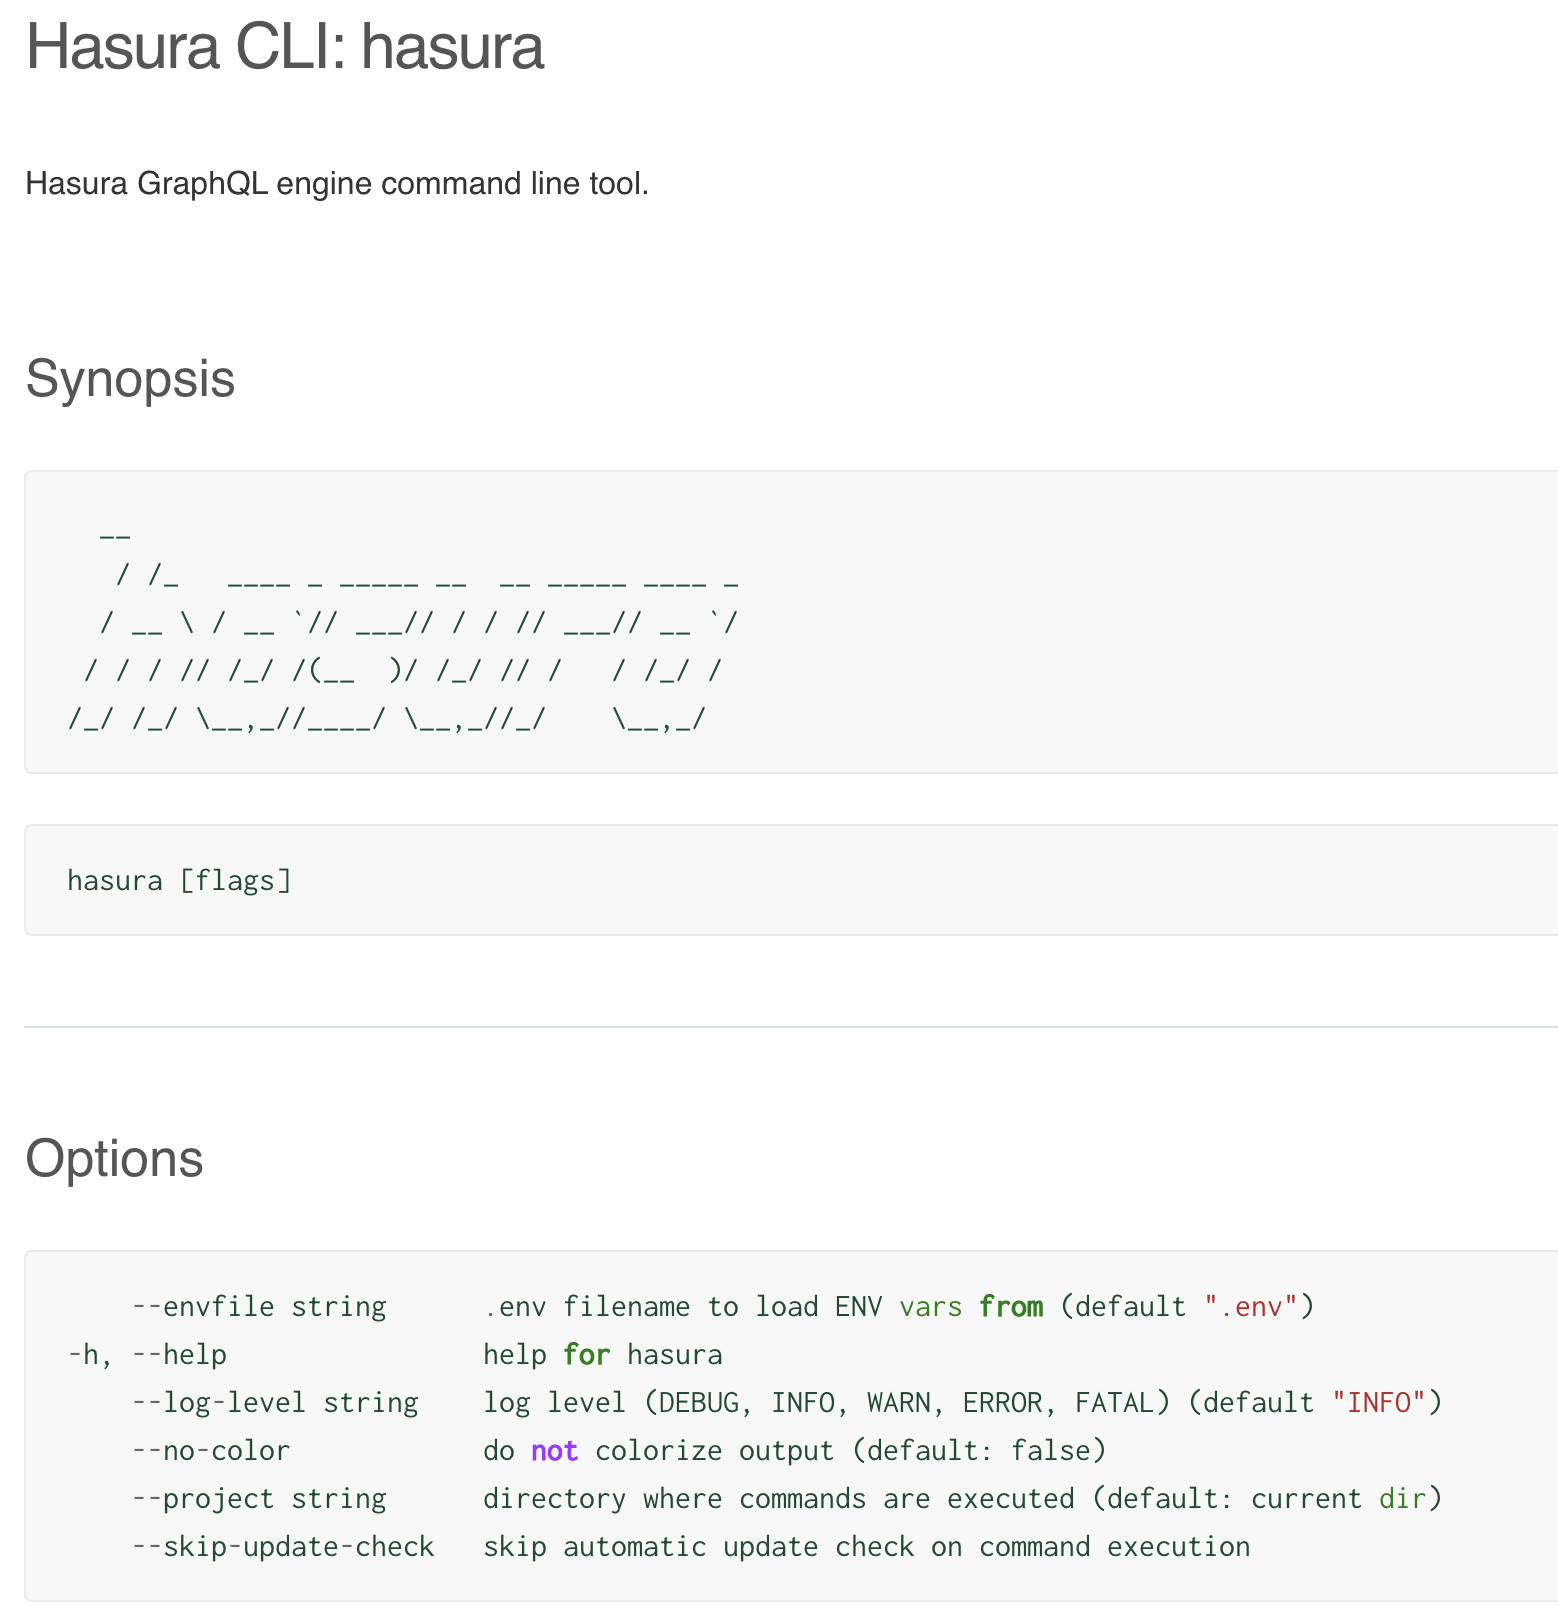 Hasura CLI: hasura
Hasura GraphQL engine command line tool.
Synopsis
  __
   / /_   ____ _ _____ __  __ _____ ____ _
  / __ \ / __ `// ___// / / // ___// __ `/
 / / / // /_/ /(__  )/ /_/ // /   / /_/ /
/_/ /_/ \__,_//____/ \__,_//_/    \__,_/
hasura [flags]
Options
    --envfile string      .env filename to load ENV vars from (default ".env")
-h, --help                help for hasura
    --log-level string    log level (DEBUG, INFO, WARN, ERROR, FATAL) (default "INFO")
    --no-color            do not colorize output (default: false)
    --project string      directory where commands are executed (default: current dir)
    --skip-update-check   skip automatic update check on command execution